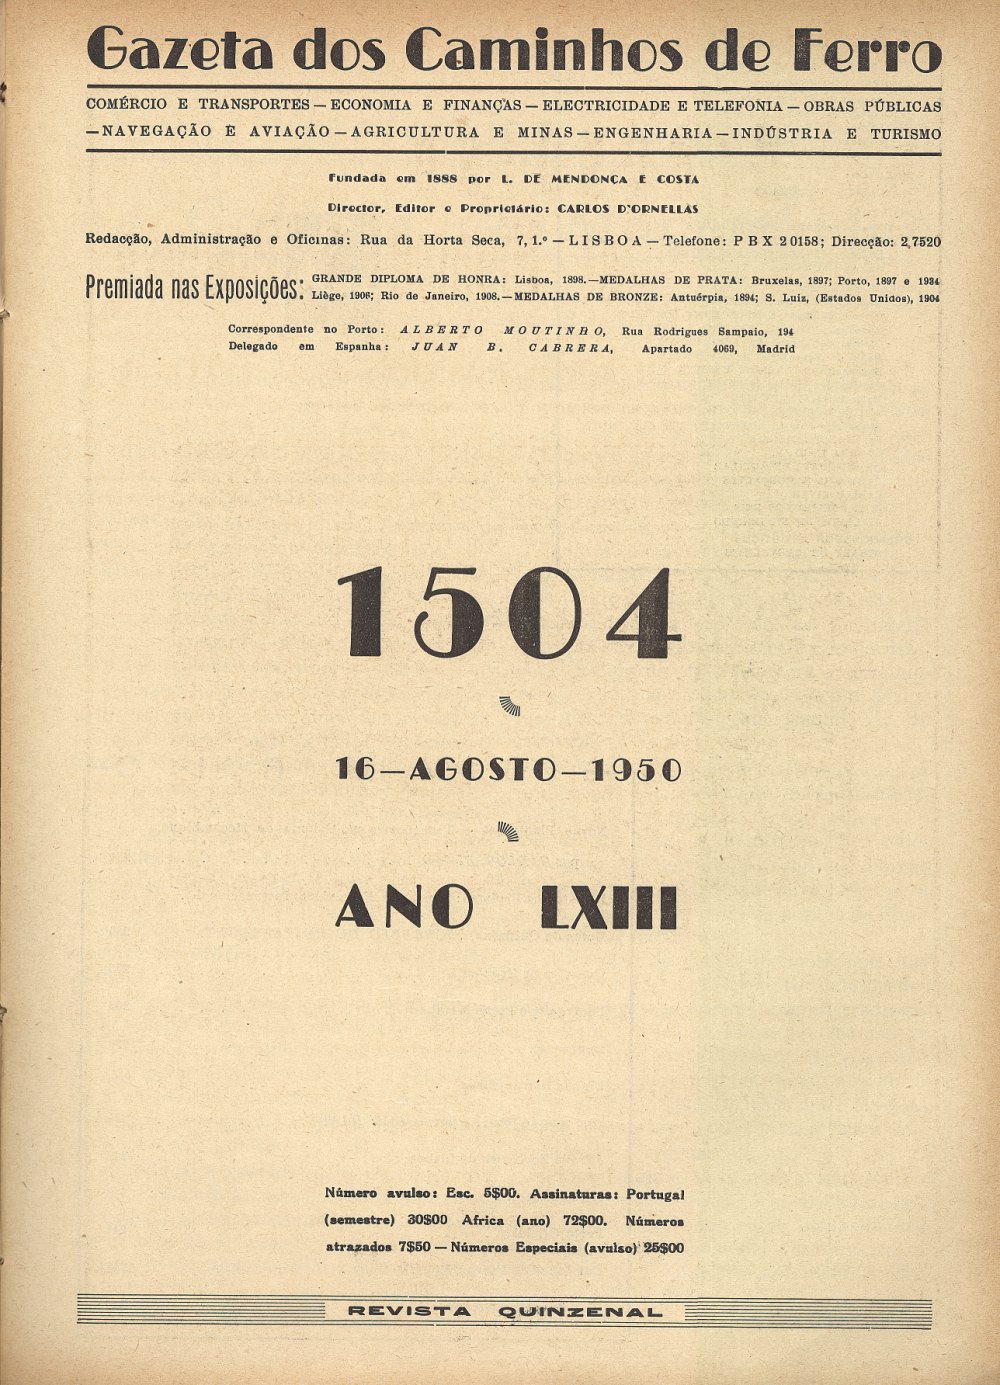 Gazeta dos Caminhos de Ferro
COMÉRCIO E TRANSPORTES — ECONOMIA E FINANÇAS — ELECTRICIDADE E TELEFONIA — OBRAS PÚBLICAS
—NAVEGAÇÃO E AVIAÇÃO — AGRICULTURA E MINAS — ENGENHARIA — INDÚSTRIA E TURISMO
Fundada em 1888 por L. DE MENDONÇA E COSTA
Director, Editor e Proprietário: CARLOS D'ORNELLAS
Redacção, Administração e Oficinas: Rua da Horta Seca, 7, 1.º — LISBOA — Telefone: PBX 20158; Direcção: 27520
Premiada nas Exposições:
GRANDE DIPLOMA DE HONRA: Lisboa, 1898.—MEDALHAS DE PRATA: Bruxelas, 1897; Porto, 1897 e 1934
Liège, 1906; Rio de Janeiro, 1908.—MEDALHAS DE BRONZE: Antuérpia, 1894; S. Luiz, (Estados Unidos), 1904
Correspondente no Porto: ALBERTO MOUTINHO, Rua Rodrigues Sampaio, 194
Delegado em Espanha: JUAN B. CABRERA, Apartado 4069, Madrid
1504
16—AGOSTO—1950
ANO LXIII
Número avulso: Esc. 5$00. Assinaturas: Portugal
(semestre) 30$00 Africa (ano) 72$00. Números
atrazados 7$50 — Números Especiais (avulso) 25$00
REVISTA QUINZENAL